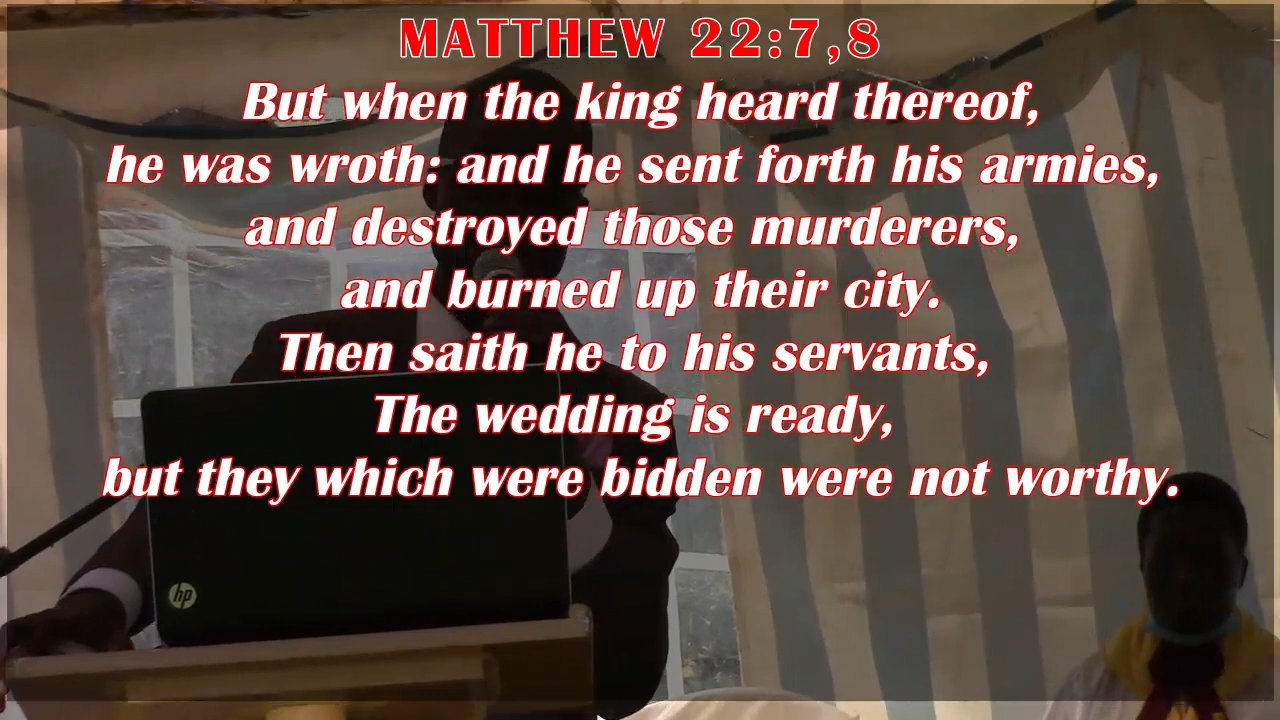 MATTHEW 22:7,8
But when the king heard thereof,
he was wroth: and he sent forth his armies,
and destroyed those murderers,
and burned up their city.
Then saith he to his servants,
The wedding is ready,
but they which were bidden were not worthy.
hp